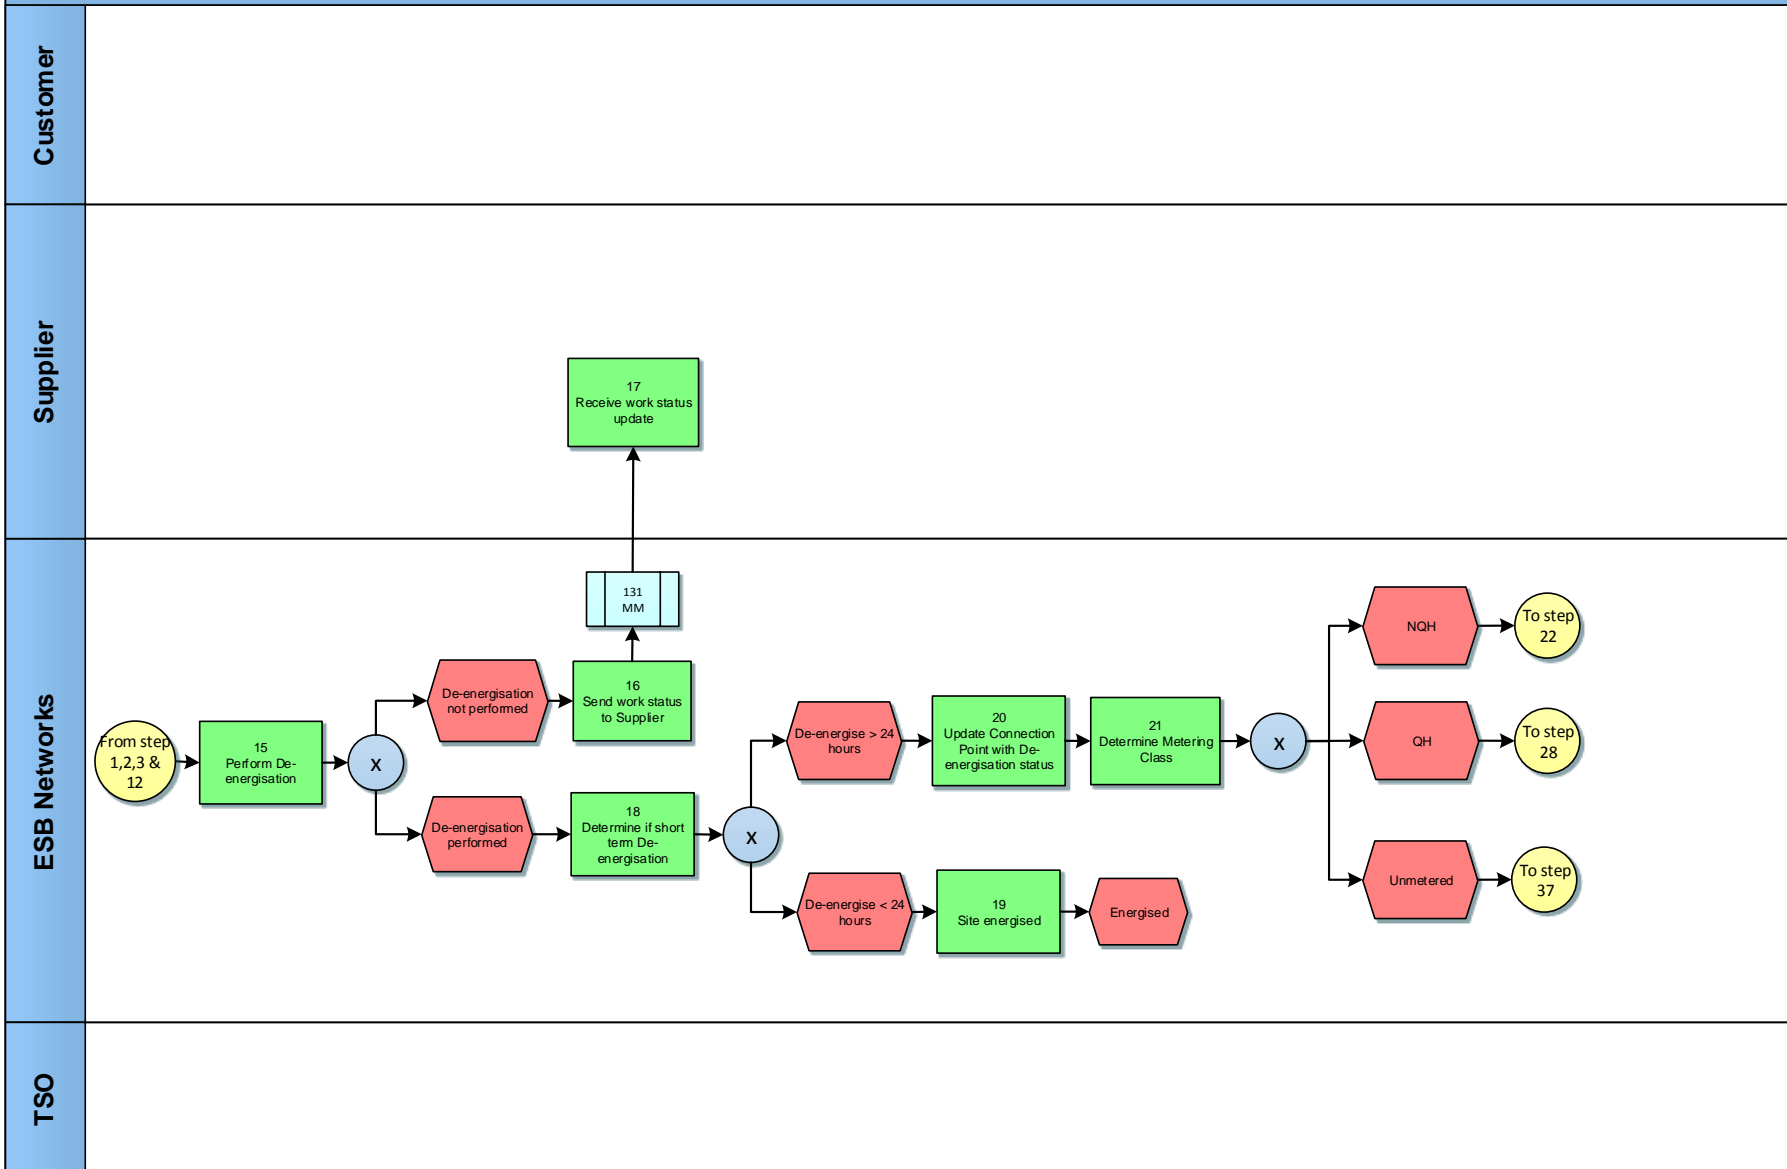 Customer
Supplier
17
Receive work status
update
ESB Networks
131
MM
From step
1,2,3 &
12
15
Perform De-
energisation
X
De-energisation
not performed
16
Send work status
to Supplier
De-energisation
performed
18
Determine if short
term De-
energisation
X
De-energise > 24
hours
20
Update Connection
Point with De-
energisation status
21
Determine Metering
Class
X
NQH
To step
22
QH
To step
28
Unmetered
To step
37
De-energise < 24
hours
19
Site energised
Energised
TSO